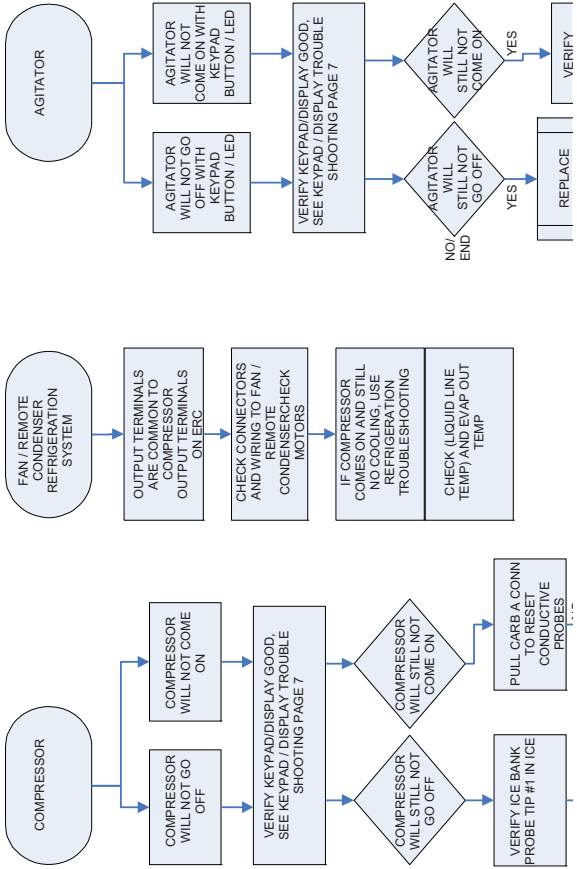 COMPRESSOR
COMPRESSOR
WILL NOT GO
OFF
COMPRESSOR
WILL NOT COME
ON
VERIFY KEYPAD/DISPLAY GOOD,
SEE KEYPAD / DISPLAY TROUBLE
SHOOTING PAGE 7
COMPRESSOR
WILL STILL NOT
GO OFF
COMPRESSOR
WILL STILL NOT
COME ON
VERIFY ICE BANK
PROBE TIP #1 IN ICE
PULL CARB A CONN
TO RESET
CONDUCTIVE
PROBES
FAN / REMOTE
CONDENSER
REFRIGERATION
SYSTEM
OUTPUT TERMINALS
ARE COMMON TO
COMPRESSOR
OUTPUT TERMINALS
ON ERC
CHECK CONNECTORS
AND WIRING TO FAN /
REMOTE
CONDENSERCHECK
MOTORS
IF COMPRESSOR
COMES ON AND STILL
NO COOLING, USE
REFRIGERATION
TROUBLESHOOTING
CHECK (LIQUID LINE
TEMP) AND EVAP OUT
TEMP
AGITATOR
AGITATOR
WILL NOT GO
OFF WITH
KEYPAD
BUTTON / LED
AGITATOR
WILL NOT
COME ON WITH
KEYPAD
BUTTON / LED
VERIFY KEYPAD/DISPLAY GOOD,
SEE KEYPAD / DISPLAY TROUBLE
SHOOTING PAGE 7
AGITATOR
WILL
STILL NOT
GO OFF
AGITATOR
WILL
STILL NOT
COME ON
NO/
END
YES
YES
REPLACE
VERIFY